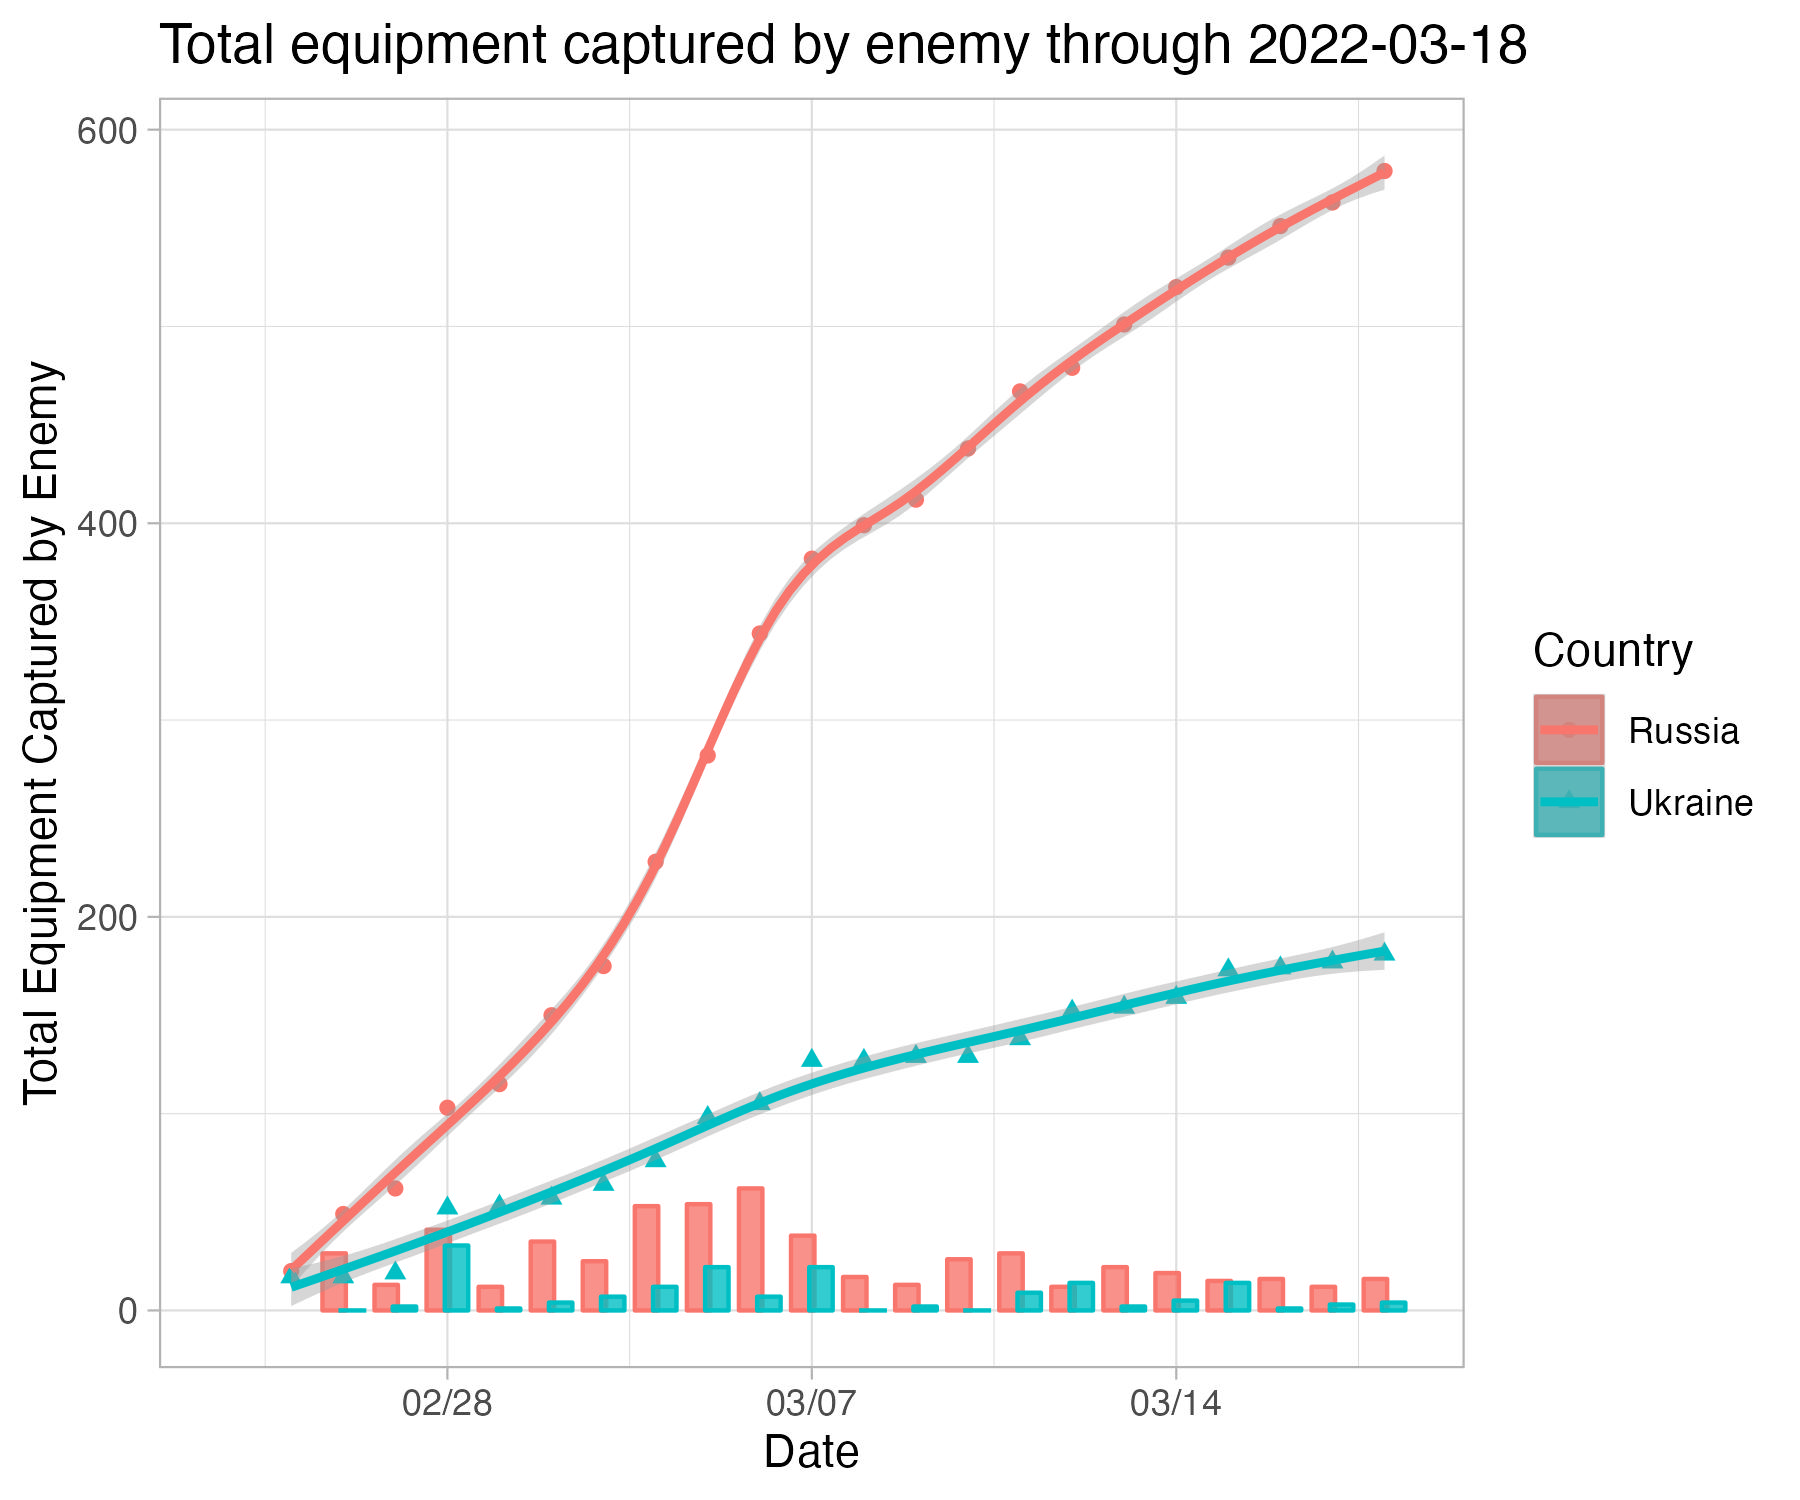 Total equipment captured by enemy through 2022-03-18
Total Equipment Captured by Enemy
600
400
200
0
02/28
03/07
03/14
Date
Country
Russia
Ukraine